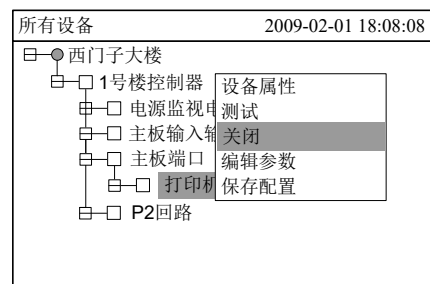 所有设备 2009-02-01 18:08:08
西门子大楼
1号楼控制器
设备属性
电源监视电
测试
主板输入输
关闭
主板端口
编辑参数
打印机
保存配置
P2回路